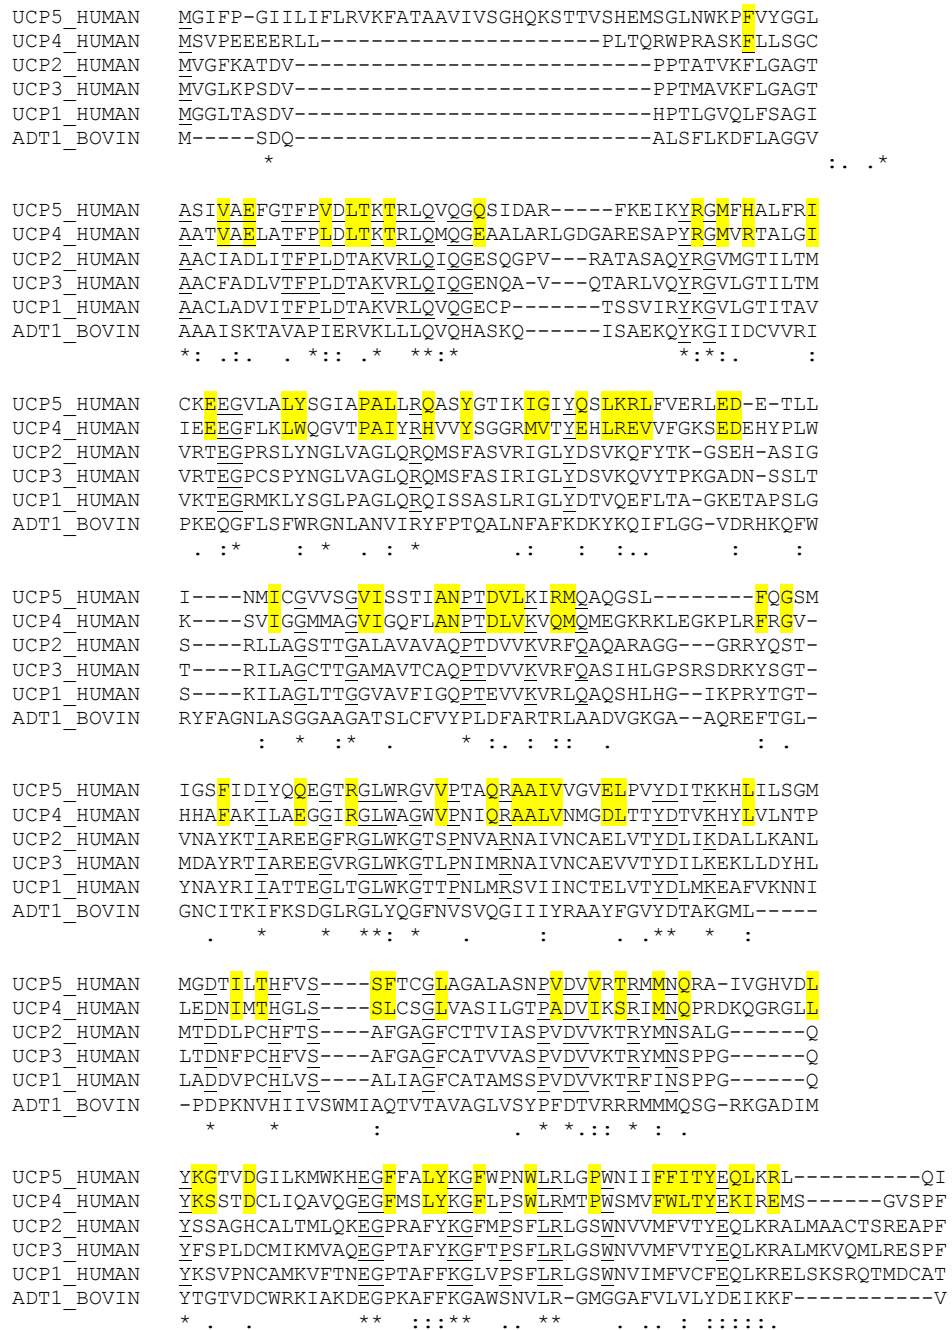 UCP5_HUMAN MGIFP-GIILIFLRVKFATAAVIVSGHQKSTTVSHEMSGLNWKPFVYGGL
UCP4_HUMAN MSVPEEEERLL----------------------PLTQRWPRASKFLLSGC
UCP2_HUMAN MVGFKATDV----------------------------PPTATVKFLGAGT
UCP3_HUMAN MVGLKPSDV----------------------------PPTMAVKFLGAGT
UCP1_HUMAN MGGLTASDV----------------------------HPTLGVQLFSAGI
ADT1_BOVIN M-----SDQ----------------------------ALSFLKDFLAGGV
* :. .*
UCP5_HUMAN ASIVAEFGTFPVDLTKTRLQVQGQSIDAR-----FKEIKYRGMFHALFRI
UCP4_HUMAN AATVAELATFPLDLTKTRLQMQGEAALARLGDGARESAPYRGMVRTALGI
UCP2_HUMAN AACIADLITFPLDTAKVRLQIQGESQGPV---RATASAQYRGVMGTILTM
UCP3_HUMAN AACFADLVTFPLDTAKVRLQIQGENQA-V---QTARLVQYRGVLGTILTM
UCP1_HUMAN AACLADVITFPLDTAKVRLQVQGECP------TSSVIRYKGVLGTITAV
ADT1_BOVIN AAAISKTAVAPIERVKLLLQVQHASKQ------ISAEKQYKGIIDCVVRI
*: .:. . *:: .* **:* *:*:. :
UCP5_HUMAN CKEEGVLALYSGIAPALLRQASYGTIKIGIYQSLKRLFVERLED-E-TLL
UCP4_HUMAN IEEEGFLKLWQGVTPAIYRHVVYSGGRMVTYEHLREVVFGKSEDEHYPLW
UCP2_HUMAN VRTEGPRSLYNGLVAGLQRQMSFASVRIGLYDSVKQFYTK-GSEH-ASIG
UCP3_HUMAN VRTEGPCSPYNGLVAGLQRQMSFASIRIGLYDSVKQVYTPKGADN-SSLT
UCP1_HUMAN VKTEGRMKLYSGLPAGLQRQISSASLRIGLYDTVQEFLTA-GKETAPSLG
ADT1_BOVIN PKEQGFLSFWRGNLANVIRYFPTQALNFAFKDKYKQIFLGG-VDRHKQFW
. :* : * . : * .: : :.. : :
UCP5_HUMAN I----NMICGVVSGVISSTIANPTDVLKIRMQAQGSL--------FQGSM
UCP4_HUMAN K----SVIGGMMAGVIGQFLANPTDLVKVQMQMEGKRKLEGKPLRFRGV-
UCP2_HUMAN S----RLLAGSTTGALAVAVAQPTDVVKVRFQAQARAGG---GRRYQST-
UCP3_HUMAN T----RILAGCTTGAMAVTCAQPTDVVKVRFQASIHLGPSRSDRKYSGT-
UCP1_HUMAN S----KILAGLTTGGVAVFIGQPTEVVKVRLQAQSHLHG--IKPRYTGT-
ADT1_BOVIN RYFAGNLASGGAAGATSLCFVYPLDFARTRLAADVGKGA--AQREFTGL-
: * :* . * :. : :: . : .
UCP5_HUMAN IGSFIDIYQQEGTRGLWRGVVPTAQRAAIVVGVELPVYDITKKHLILSGM
UCP4_HUMAN HHAFAKILAEGGIRGLWAGWVPNIQRAALVNMGDLTTYDTVKHYLVLNTP
UCP2_HUMAN VNAYKTIAREEGFRGLWKGTSPNVARNAIVNCAELVTYDLIKDALLKANL
UCP3_HUMAN MDAYRTIAREEGVRGLWKGTLPNIMRNAIVNCAEVVTYDILKEKLLDYHL
UCP1_HUMAN YNAYRIIATTEGLTGLWKGTTPNLMRSVIINCTELVTYDLMKEAFVKNNI
ADT1_BOVIN GNCITKIFKSDGLRGLYQGFNVSVQGIIIYRAAYFGVYDTAKGML-----
. * * **: * . : . .** * :
UCP5_HUMAN MGDTILTHFVS----SFTCGLAGALASNPVDVVRTRMMNQRA-IVGHVDL
UCP4_HUMAN LEDNIMTHGLS----SLCSGLVASILGTPADVIKSRIMNQPRDKQGRGLL
UCP2_HUMAN MTDDLPCHFTS----AFGAGFCTTVIASPVDVVKTRYMNSALG------Q
UCP3_HUMAN LTDNFPCHFVS----AFGAGFCATVVASPVDVVKTRYMNSPPG------Q
UCP1_HUMAN LADDVPCHLVS----ALIAGFCATAMSSPVDVVKTRFINSPPG------Q
ADT1_BOVIN -PDPKNVHIIVSWMIAQTVTAVAGLVSYPFDTVRRRMMMQSG-RKGADIM
* * : . * *.:: * : .
UCP5_HUMAN YKGTVDGILKMWKHEGFFALYKGFWPNWLRLGPWNIIFFITYEQLKRL----------QI
UCP4_HUMAN YKSSTDCLIQAVQGEGFMSLYKGFLPSWLRMTPWSMVFWLTYEKIREMS------GVSPF
UCP2_HUMAN YSSAGHCALTMLQKEGPRAFYKGFMPSFLRLGSWNVVMFVTYEQLKRALMAACTSREAPF
UCP3_HUMAN YFSPLDCMIKMVAQEGPTAFYKGFTPSFLRLGSWNVVMFVTYEQLKRALMKVQMLRESPF
UCP1_HUMAN YKSVPNCAMKVFTNEGPTAFFKGLVPSFLRLGSWNVIMFVCFEQLKRELSKSRQTMDCAT
ADT1_BOVIN YTGTVDCWRKIAKDEGPKAFFKGAWSNVLR-GMGGAFVLVLYDEIKKF-----------V
* . . ** :::** .. ** . .. : :::::.